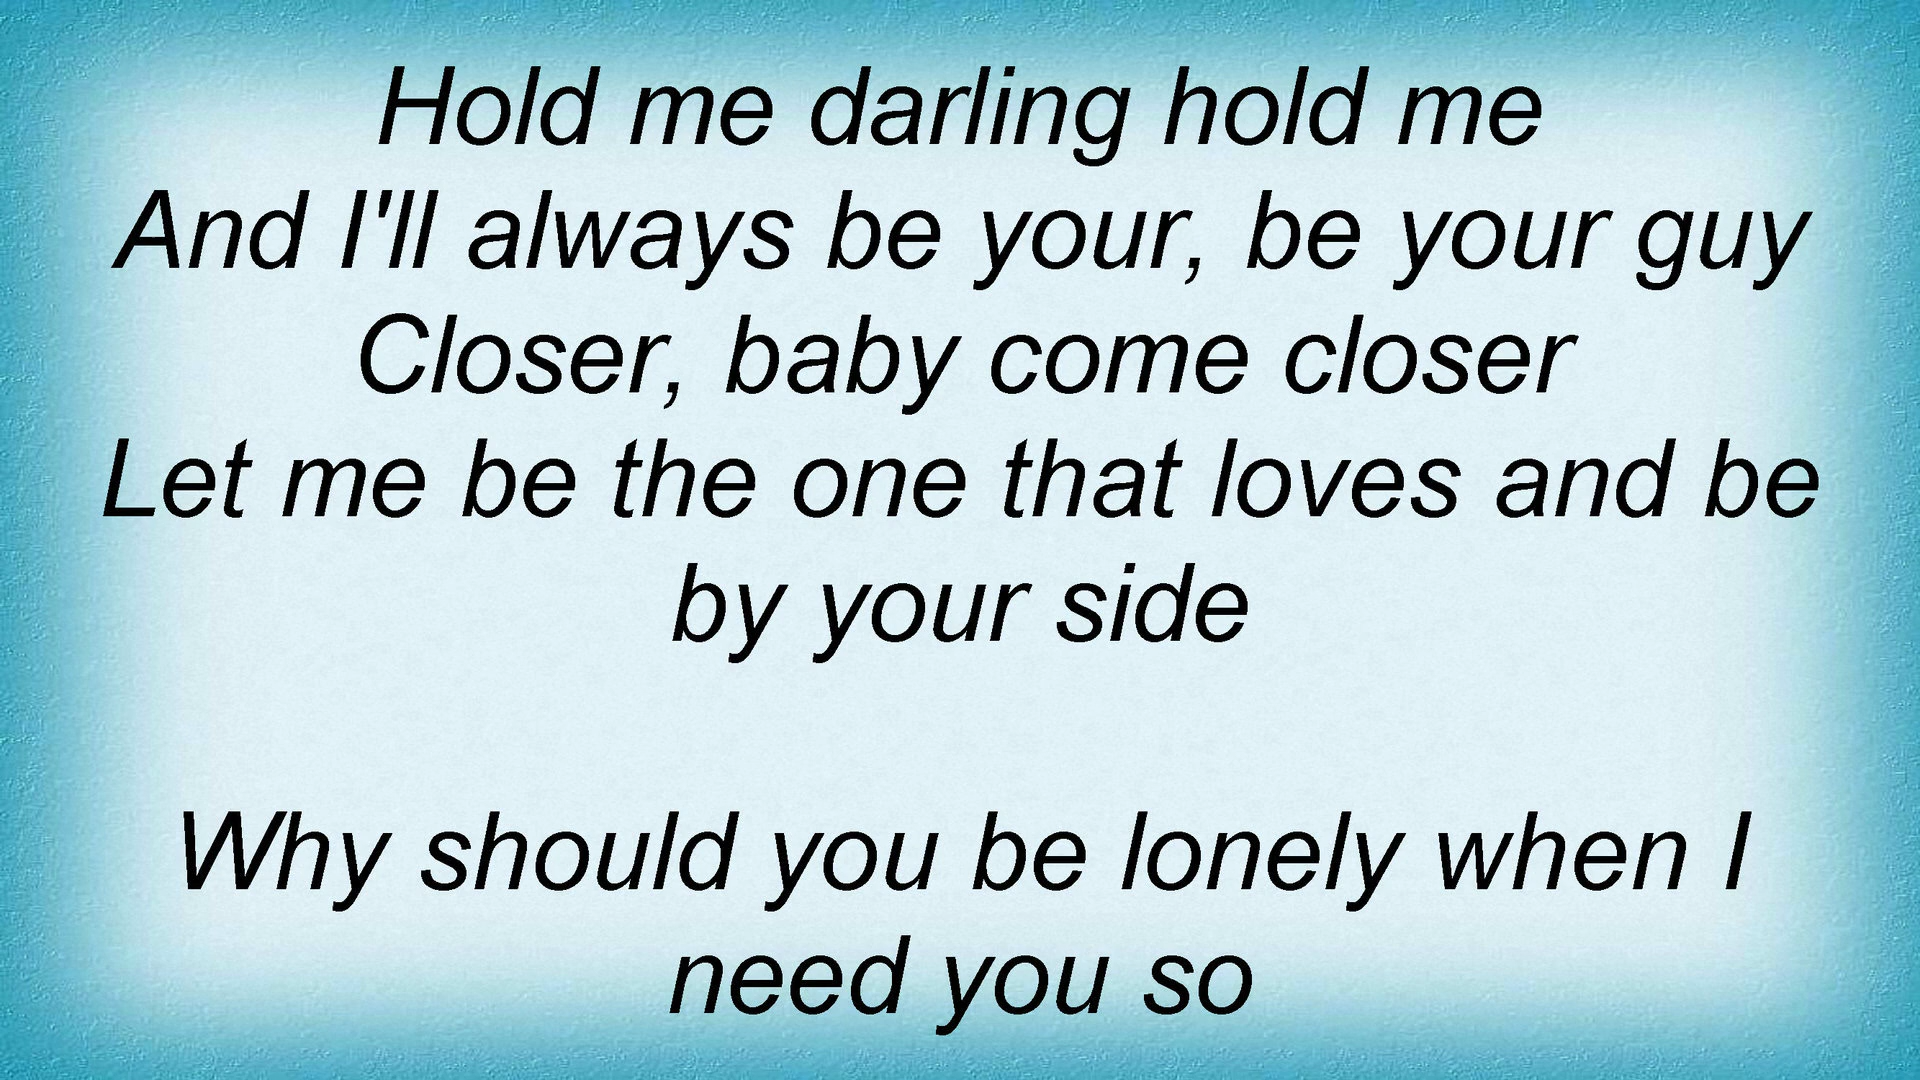 Hold me darling hold me
And I'll always be your, be your guy
Closer, baby come closer
Let me be the one that loves and be
by your side
Why should you be lonely when I
need you so